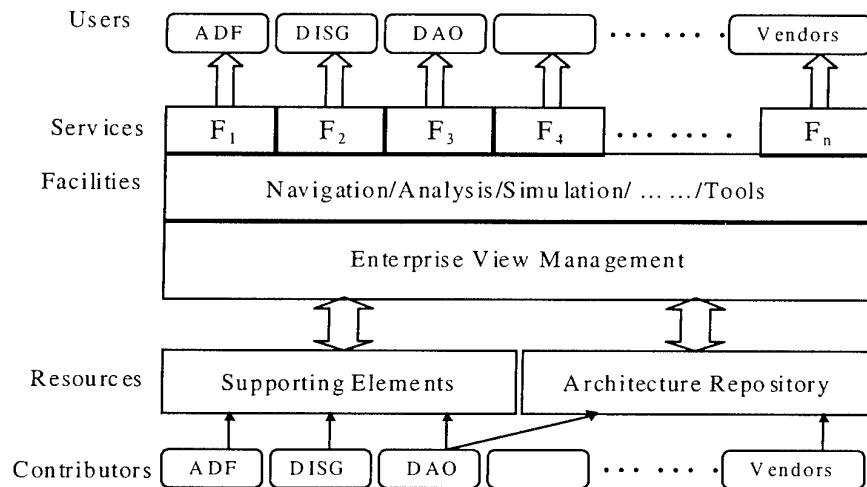 Users ADF DISG DAO ... ... Vendors
Services F1 F2 F3 F4 ... ... Fn
Facilities Navigation/Analysis/Simulation/ ... .../Tools
Enterprise View Management
Resources Supporting Elements Architecture Repository
Contributors ADF DISG DAO ... ... Vendors